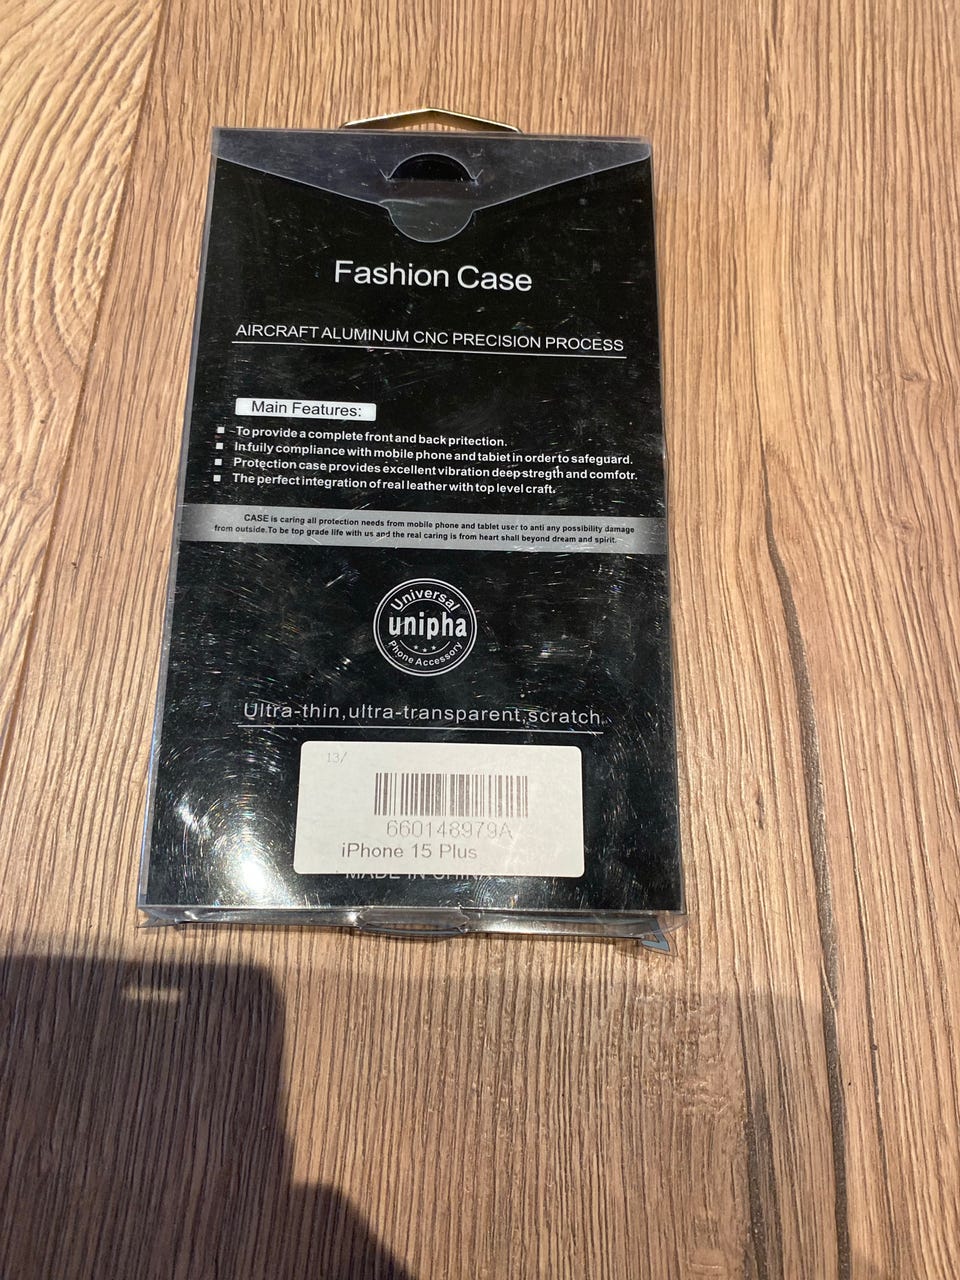 Fashion Case
AIRCRAFT ALUMINUM CNC PRECISION PROCESS
Main Features:
To provide a complete front and back pritection.
In fully compliance with mobile phone and tabiet in order to safeguard.
Protection case provides excellent vibration deep stregth and comfotr.
The perfect integration of real leather with top level craft.
CASE is caring all protection needs from mobile phone and tablet user to anti any possibility damage
from outside.To be top grade life with us and the real caring is from heart shall beyond dream and spirit.
Universal
unipha
Phone Accessory
Ultra-thin,ultra-transparent,scratch.
13/
660148979A
iPhone 15 Plus
MADE IN CHINA